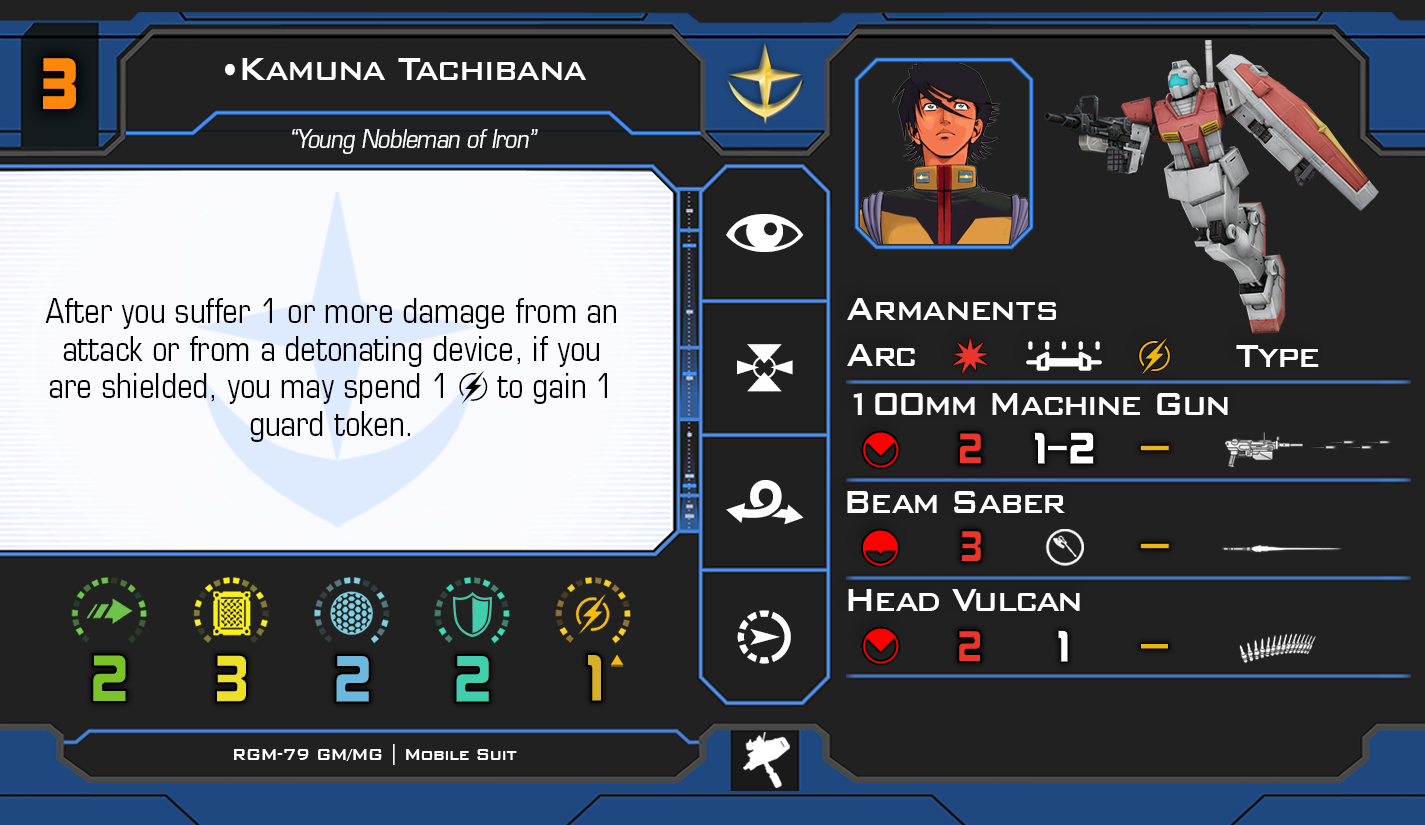 3
•Kamuna Tachibana
"Young Nobleman of Iron"
After you suffer 1 or more damage from an
attack or from a detonating device, if you
are shielded, you may spend 1 to gain 1
guard token.
2 3 2 2 1
RGM-79 GM/MG | Mobile Suit
Armanents
Arc Type
100mm Machine Gun
2 1-2 –
Beam Saber
3 –
Head Vulcan
2 1 –